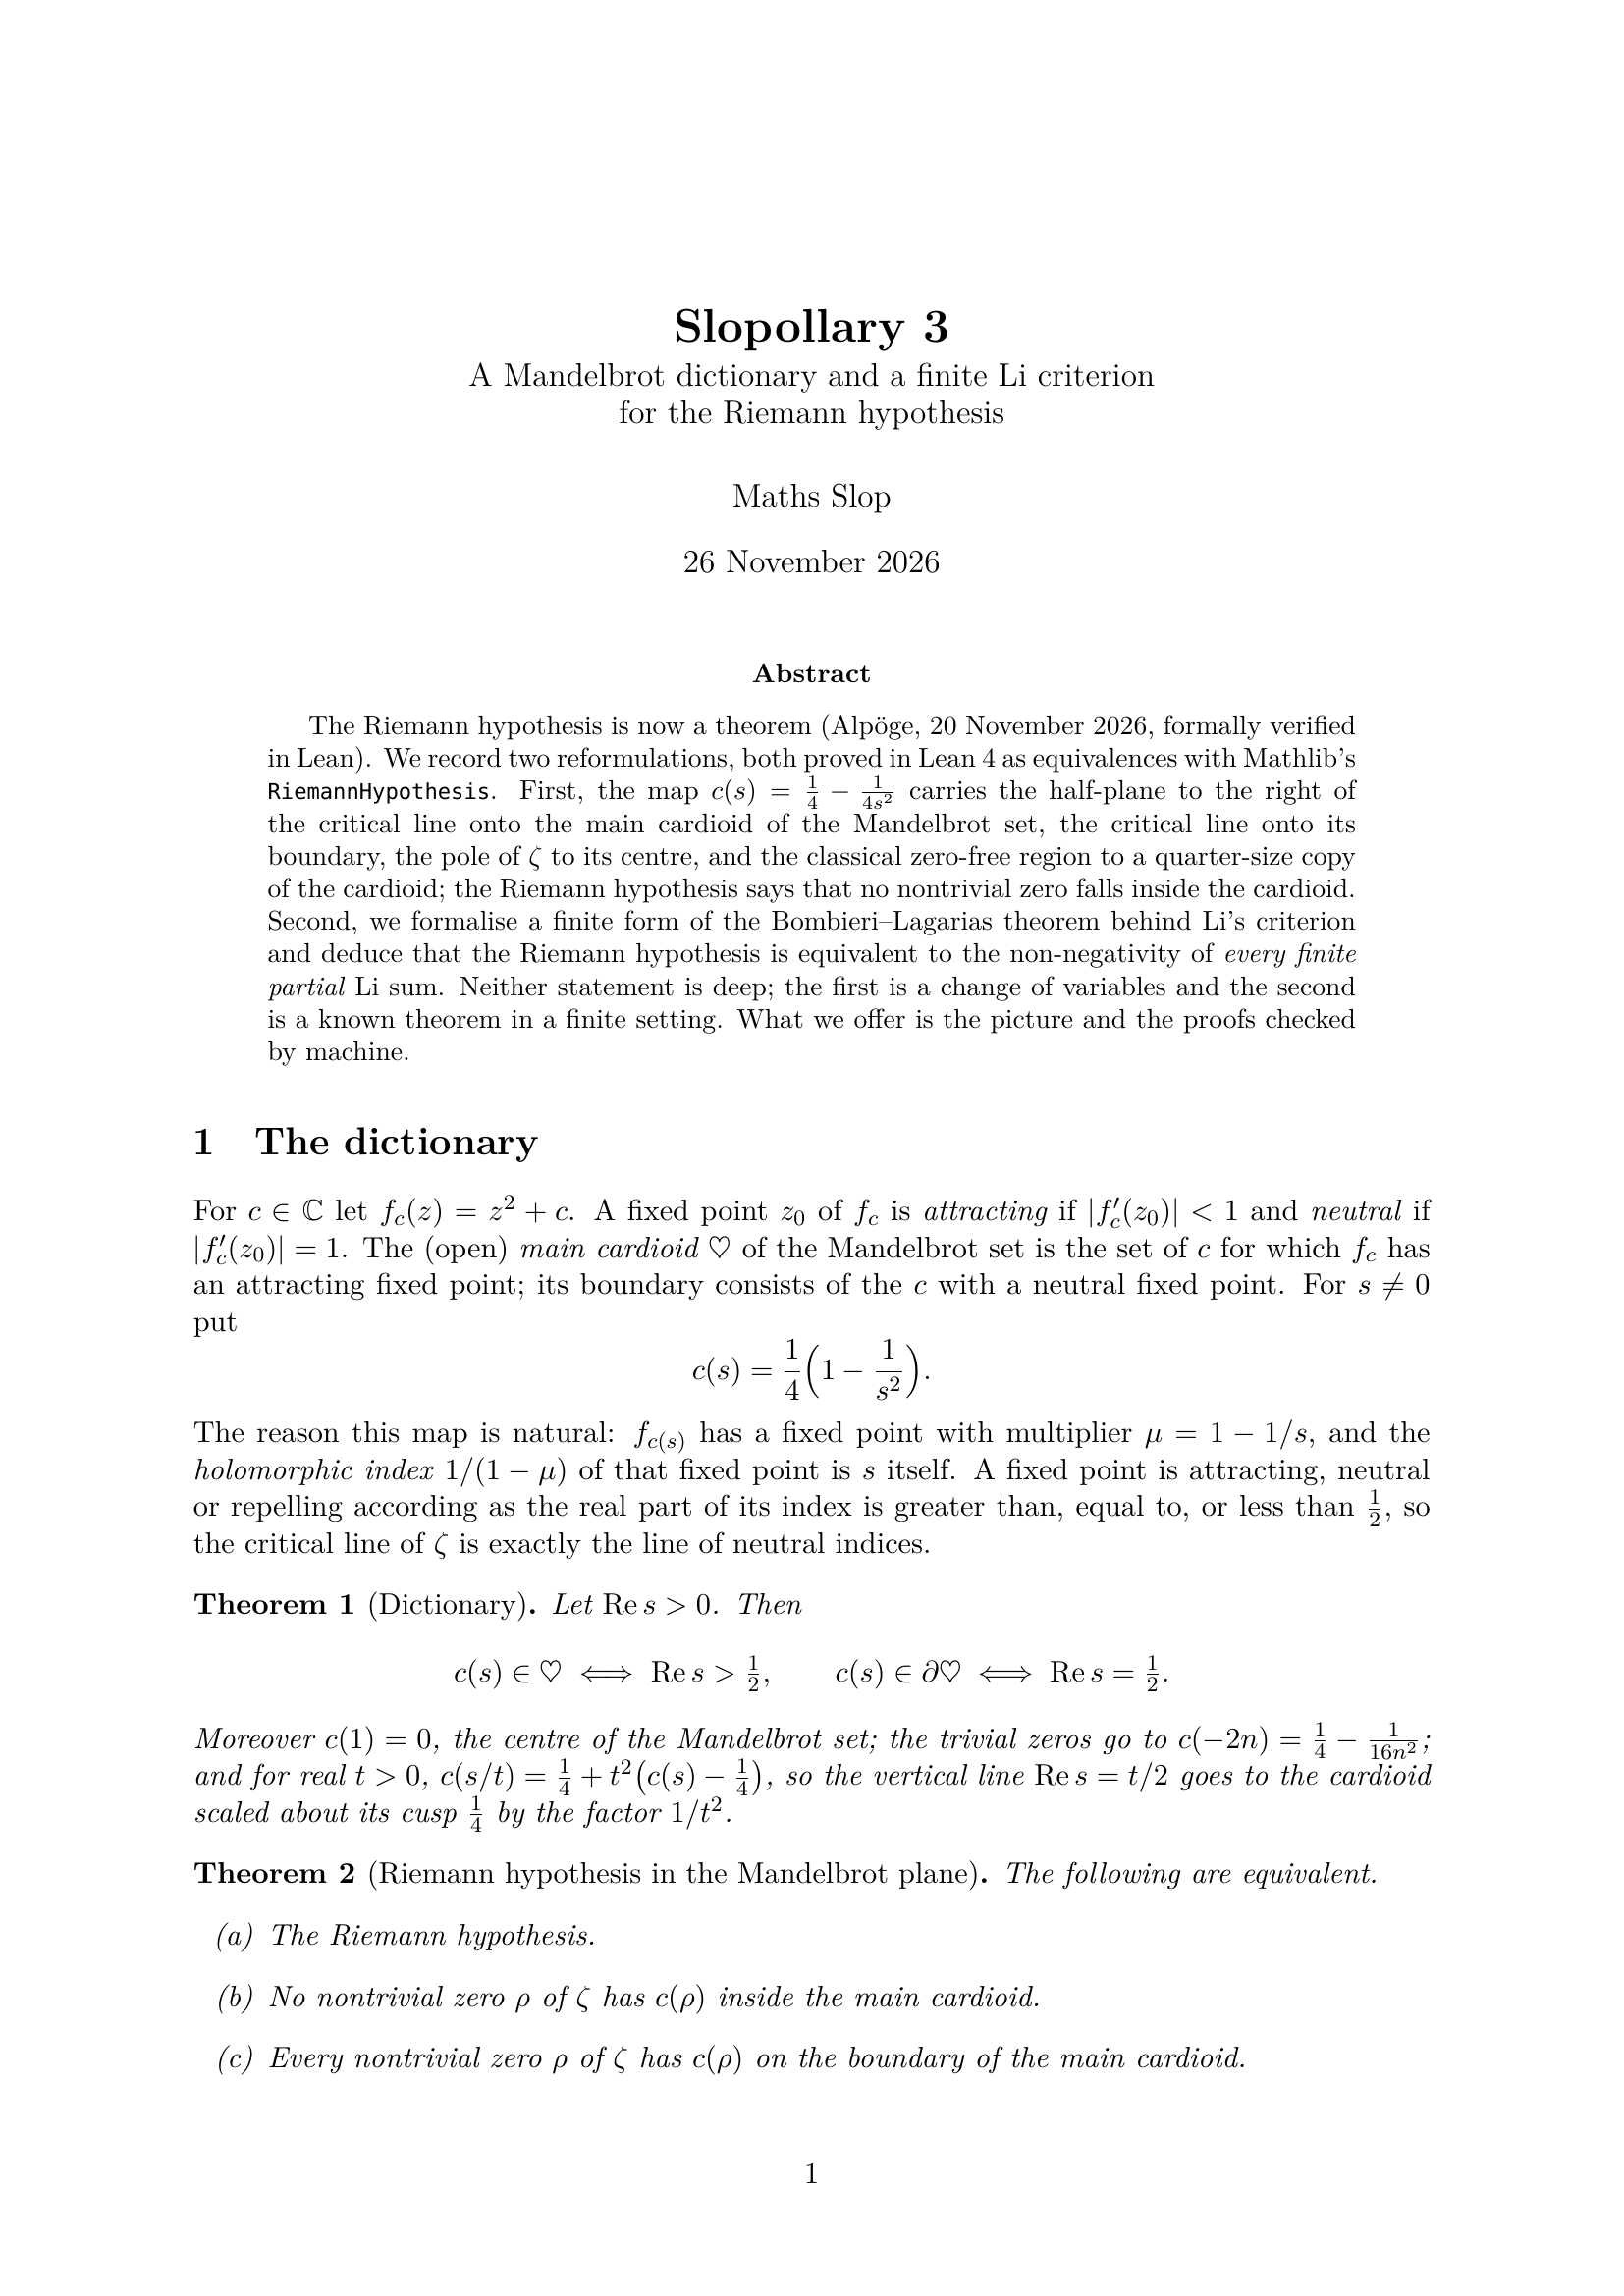 Slopollary 3
A Mandelbrot dictionary and a finite Li criterion
for the Riemann hypothesis
Maths Slop
26 November 2026
Abstract
The Riemann hypothesis is now a theorem (Alpöge, 20 November 2026, formally verified
in Lean). We record two reformulations, both proved in Lean 4 as equivalences with Mathlib's
RiemannHypothesis. First, the map c(s) = 1/4 − 1/(4s²) carries the half-plane to the right of
the critical line onto the main cardioid of the Mandelbrot set, the critical line onto its
boundary, the pole of ζ to its centre, and the classical zero-free region to a quarter-size copy
of the cardioid; the Riemann hypothesis says that no nontrivial zero falls inside the cardioid.
Second, we formalise a finite form of the Bombieri–Lagarias theorem behind Li's criterion
and deduce that the Riemann hypothesis is equivalent to the non-negativity of every finite
partial Li sum. Neither statement is deep; the first is a change of variables and the second
is a known theorem in a finite setting. What we offer is the picture and the proofs checked
by machine.
1 The dictionary
For c ∈ ℂ let f_c(z) = z² + c. A fixed point z₀ of f_c is attracting if |f′_c(z₀)| < 1 and neutral if
|f′_c(z₀)| = 1. The (open) main cardioid ♡ of the Mandelbrot set is the set of c for which f_c has
an attracting fixed point; its boundary consists of the c with a neutral fixed point. For s ≠ 0
put
c(s) = 1/4 (1 − 1/s²).
The reason this map is natural: f_{c(s)} has a fixed point with multiplier μ = 1 − 1/s, and the
holomorphic index 1/(1 − μ) of that fixed point is s itself. A fixed point is attracting, neutral
or repelling according as the real part of its index is greater than, equal to, or less than 1/2, so
the critical line of ζ is exactly the line of neutral indices.
Theorem 1 (Dictionary). Let Re s > 0. Then
c(s) ∈ ♡ ⟺ Re s > 1/2, c(s) ∈ ∂♡ ⟺ Re s = 1/2.
Moreover c(1) = 0, the centre of the Mandelbrot set; the trivial zeros go to c(−2n) = 1/4 − 1/(16n²);
and for real t > 0, c(s/t) = 1/4 + t²(c(s) − 1/4), so the vertical line Re s = t/2 goes to the cardioid
scaled about its cusp 1/4 by the factor 1/t².
Theorem 2 (Riemann hypothesis in the Mandelbrot plane). The following are equivalent.
(a) The Riemann hypothesis.
(b) No nontrivial zero ρ of ζ has c(ρ) inside the main cardioid.
(c) Every nontrivial zero ρ of ζ has c(ρ) on the boundary of the main cardioid.
1